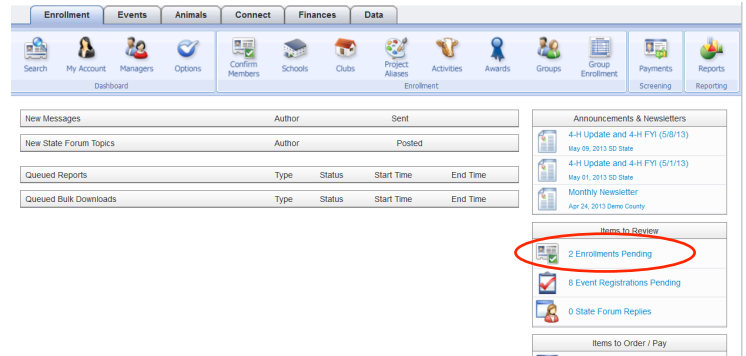 Enrollment Events Animals Connect Finances Data
Search My Account Managers Options Confirm Members Schools Clubs Project Aliases Activities Awards Groups Group Enrollment Payments Reports
Dashboard Enrollment Screening Reporting
New Messages Author Sent
New State Forum Topics Author Posted
Queued Reports Type Status Start Time End Time
Queued Bulk Downloads Type Status Start Time End Time
Announcements & Newsletters
4-H Update and 4-H FYI (5/8/13)
May 09, 2013 SD State
4-H Update and 4-H FYI (5/1/13)
May 01, 2013 SD State
Monthly Newsletter
Apr 24, 2013 Demo County
Items to Review
2 Enrollments Pending
8 Event Registrations Pending
0 State Forum Replies
Items to Order / Pay